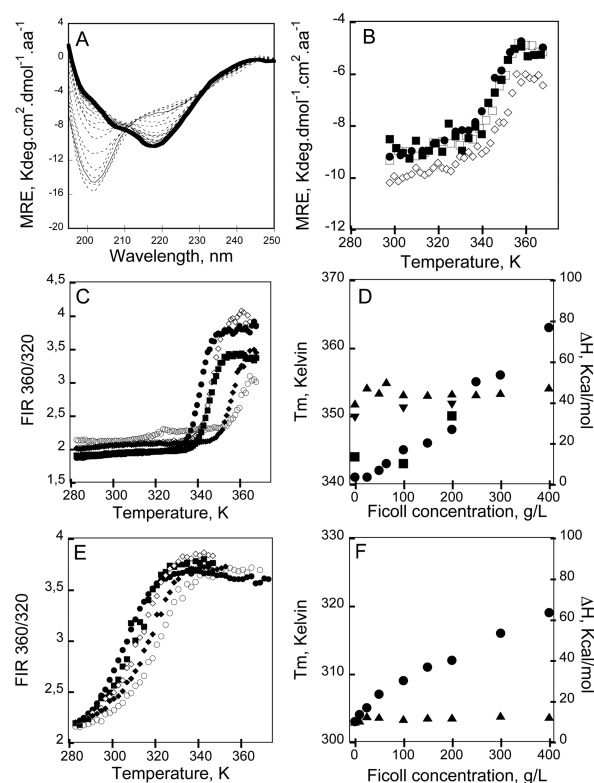 A
MRE, Kdeg.cm².dmol⁻¹.aa⁻¹
4
0
-4
-8
-12
-16
-20
200 210 220 230 240 250
Wavelength, nm
B
MRE, Kdeg.dmol⁻¹.cm².aa⁻¹
-4
-6
-8
-10
-12
280 300 320 340 360 380
Temperature, K
C
FIR 360/320
4,5
4
3,5
3
2,5
2
1,5
280 300 320 340 360
Temperature, K
D
Tm, Kelvin
370
360
350
340
100
80
60
40
20
0
ΔH, Kcal/mol
0 100 200 300 400
Ficoll concentration, g/L
E
FIR 360/320
4
3,5
3
2,5
2
280 300 320 340 360
Temperature, K
F
Tm, Kelvin
330
320
310
300
100
80
60
40
20
0
ΔH, Kcal/mol
0 100 200 300 400
Ficoll concentration, g/L